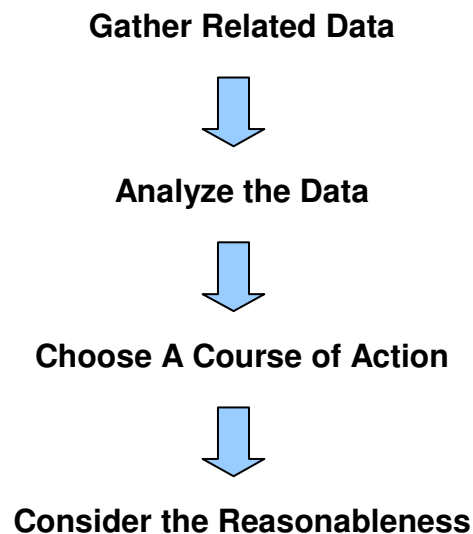 Gather Related Data
Analyze the Data
Choose A Course of Action
Consider the Reasonableness